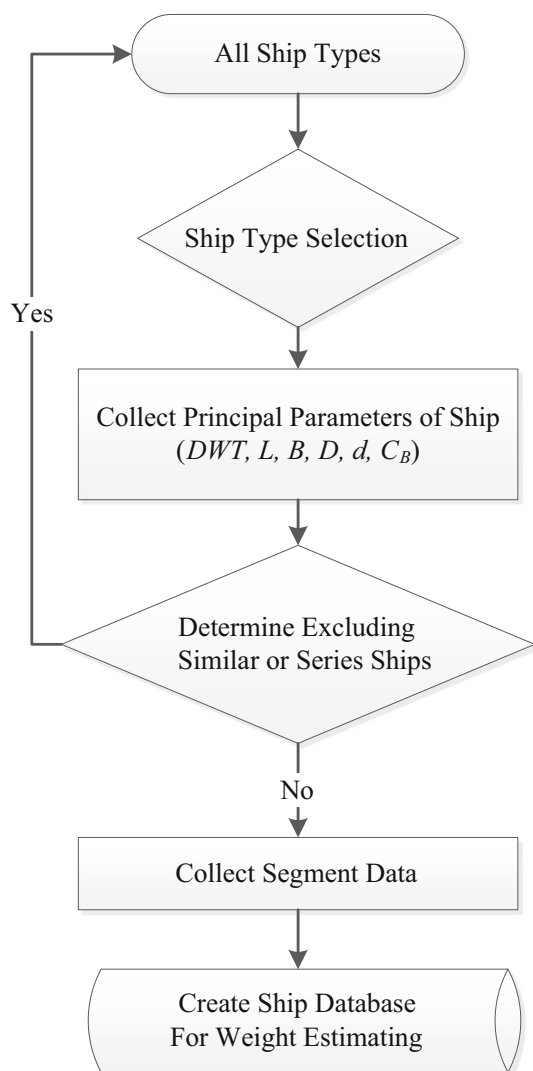 All Ship Types
Ship Type Selection
Yes
Collect Principal Parameters of Ship
(DWT, L, B, D, d, C_B)
Determine Excluding
Similar or Series Ships
No
Collect Segment Data
Create Ship Database
For Weight Estimating